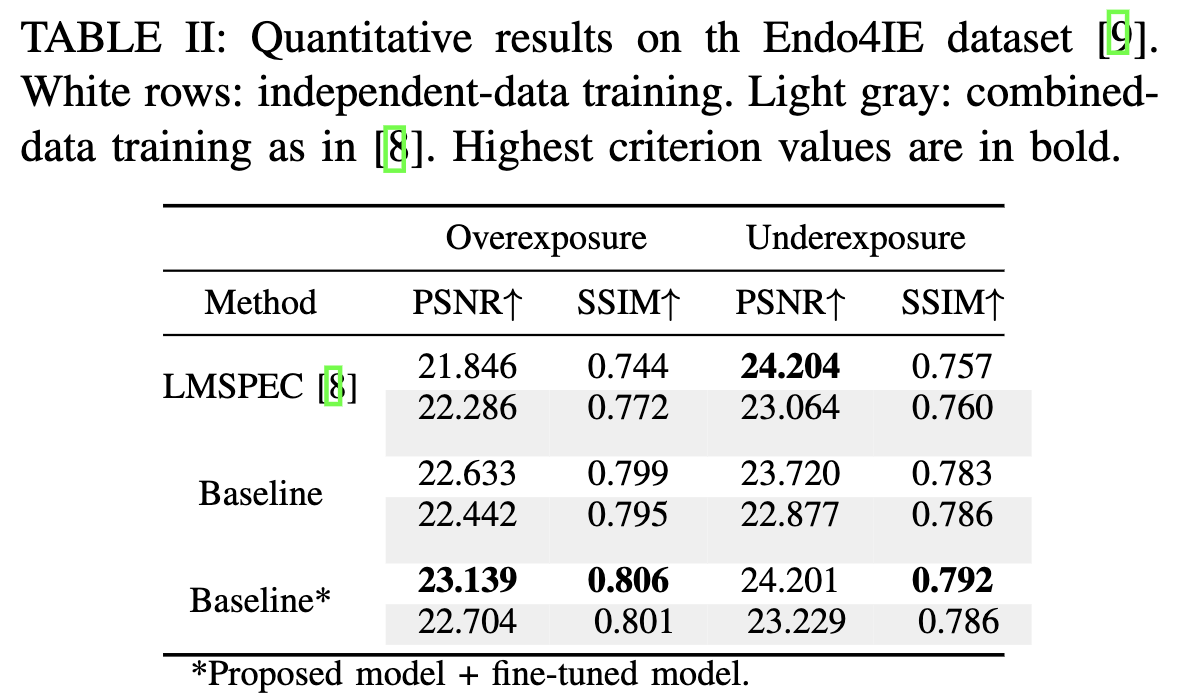 TABLE II: Quantitative results on th Endo4IE dataset [9].
White rows: independent-data training. Light gray: combined-
data training as in [8]. Highest criterion values are in bold.
Overexposure Underexposure
Method PSNR↑ SSIM↑ PSNR↑ SSIM↑
LMSPEC [8] 21.846 0.744 24.204 0.757
22.286 0.772 23.064 0.760
Baseline 22.633 0.799 23.720 0.783
22.442 0.795 22.877 0.786
Baseline* 23.139 0.806 24.201 0.792
22.704 0.801 23.229 0.786
*Proposed model + fine-tuned model.